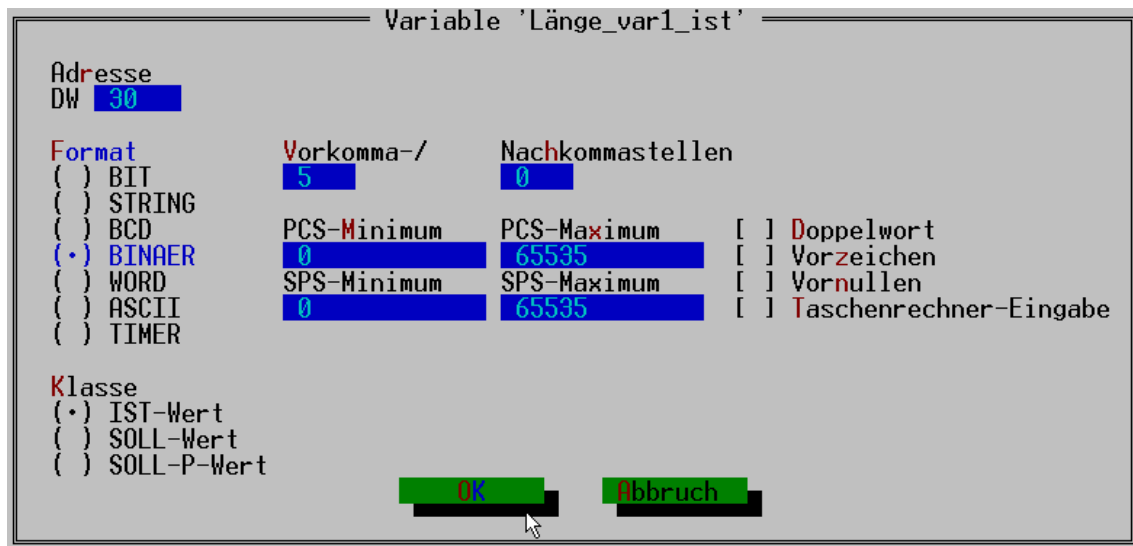 Variable 'Länge_var1_ist'
Adresse
DW 30
Format Vorkomma-/ Nachkommastellen
( ) BIT 5 0
( ) STRING
( ) BCD PCS-Minimum PCS-Maximum [ ] Doppelwort
(•) BINAER 0 65535 [ ] Vorzeichen
( ) WORD SPS-Minimum SPS-Maximum [ ] Vornullen
( ) ASCII 0 65535 [ ] Taschenrechner-Eingabe
( ) TIMER
Klasse
(•) IST-Wert
( ) SOLL-Wert
( ) SOLL-P-Wert
OK Abbruch